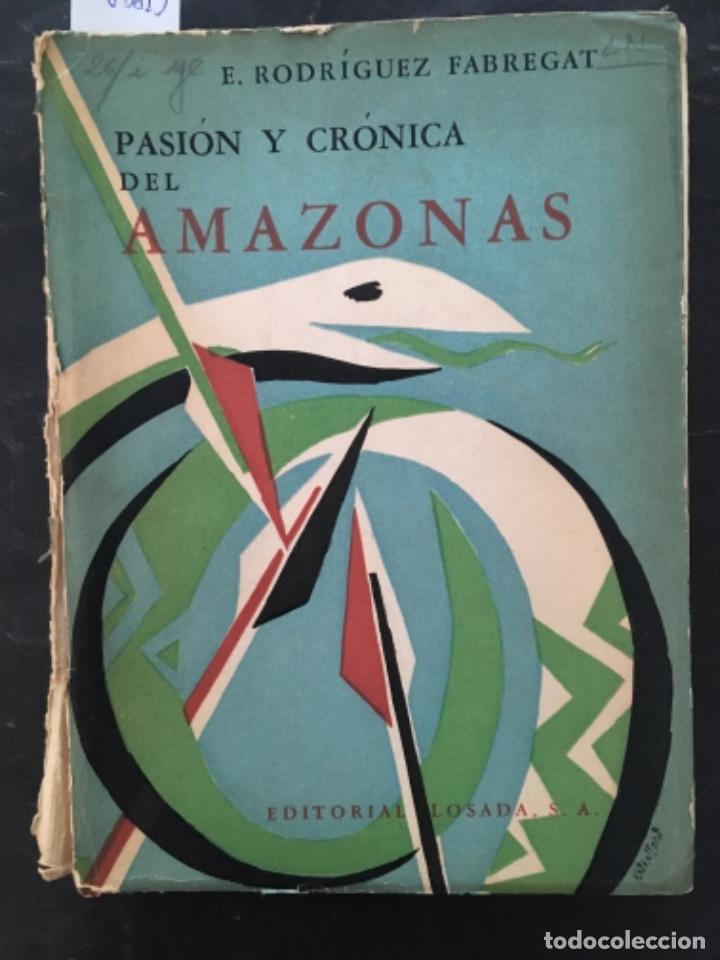 E. RODRÍGUEZ FABREGAT
PASIÓN Y CRÓNICA
DEL
AMAZONAS
EDITORIAL LOSADA, S. A.
todocoleccion